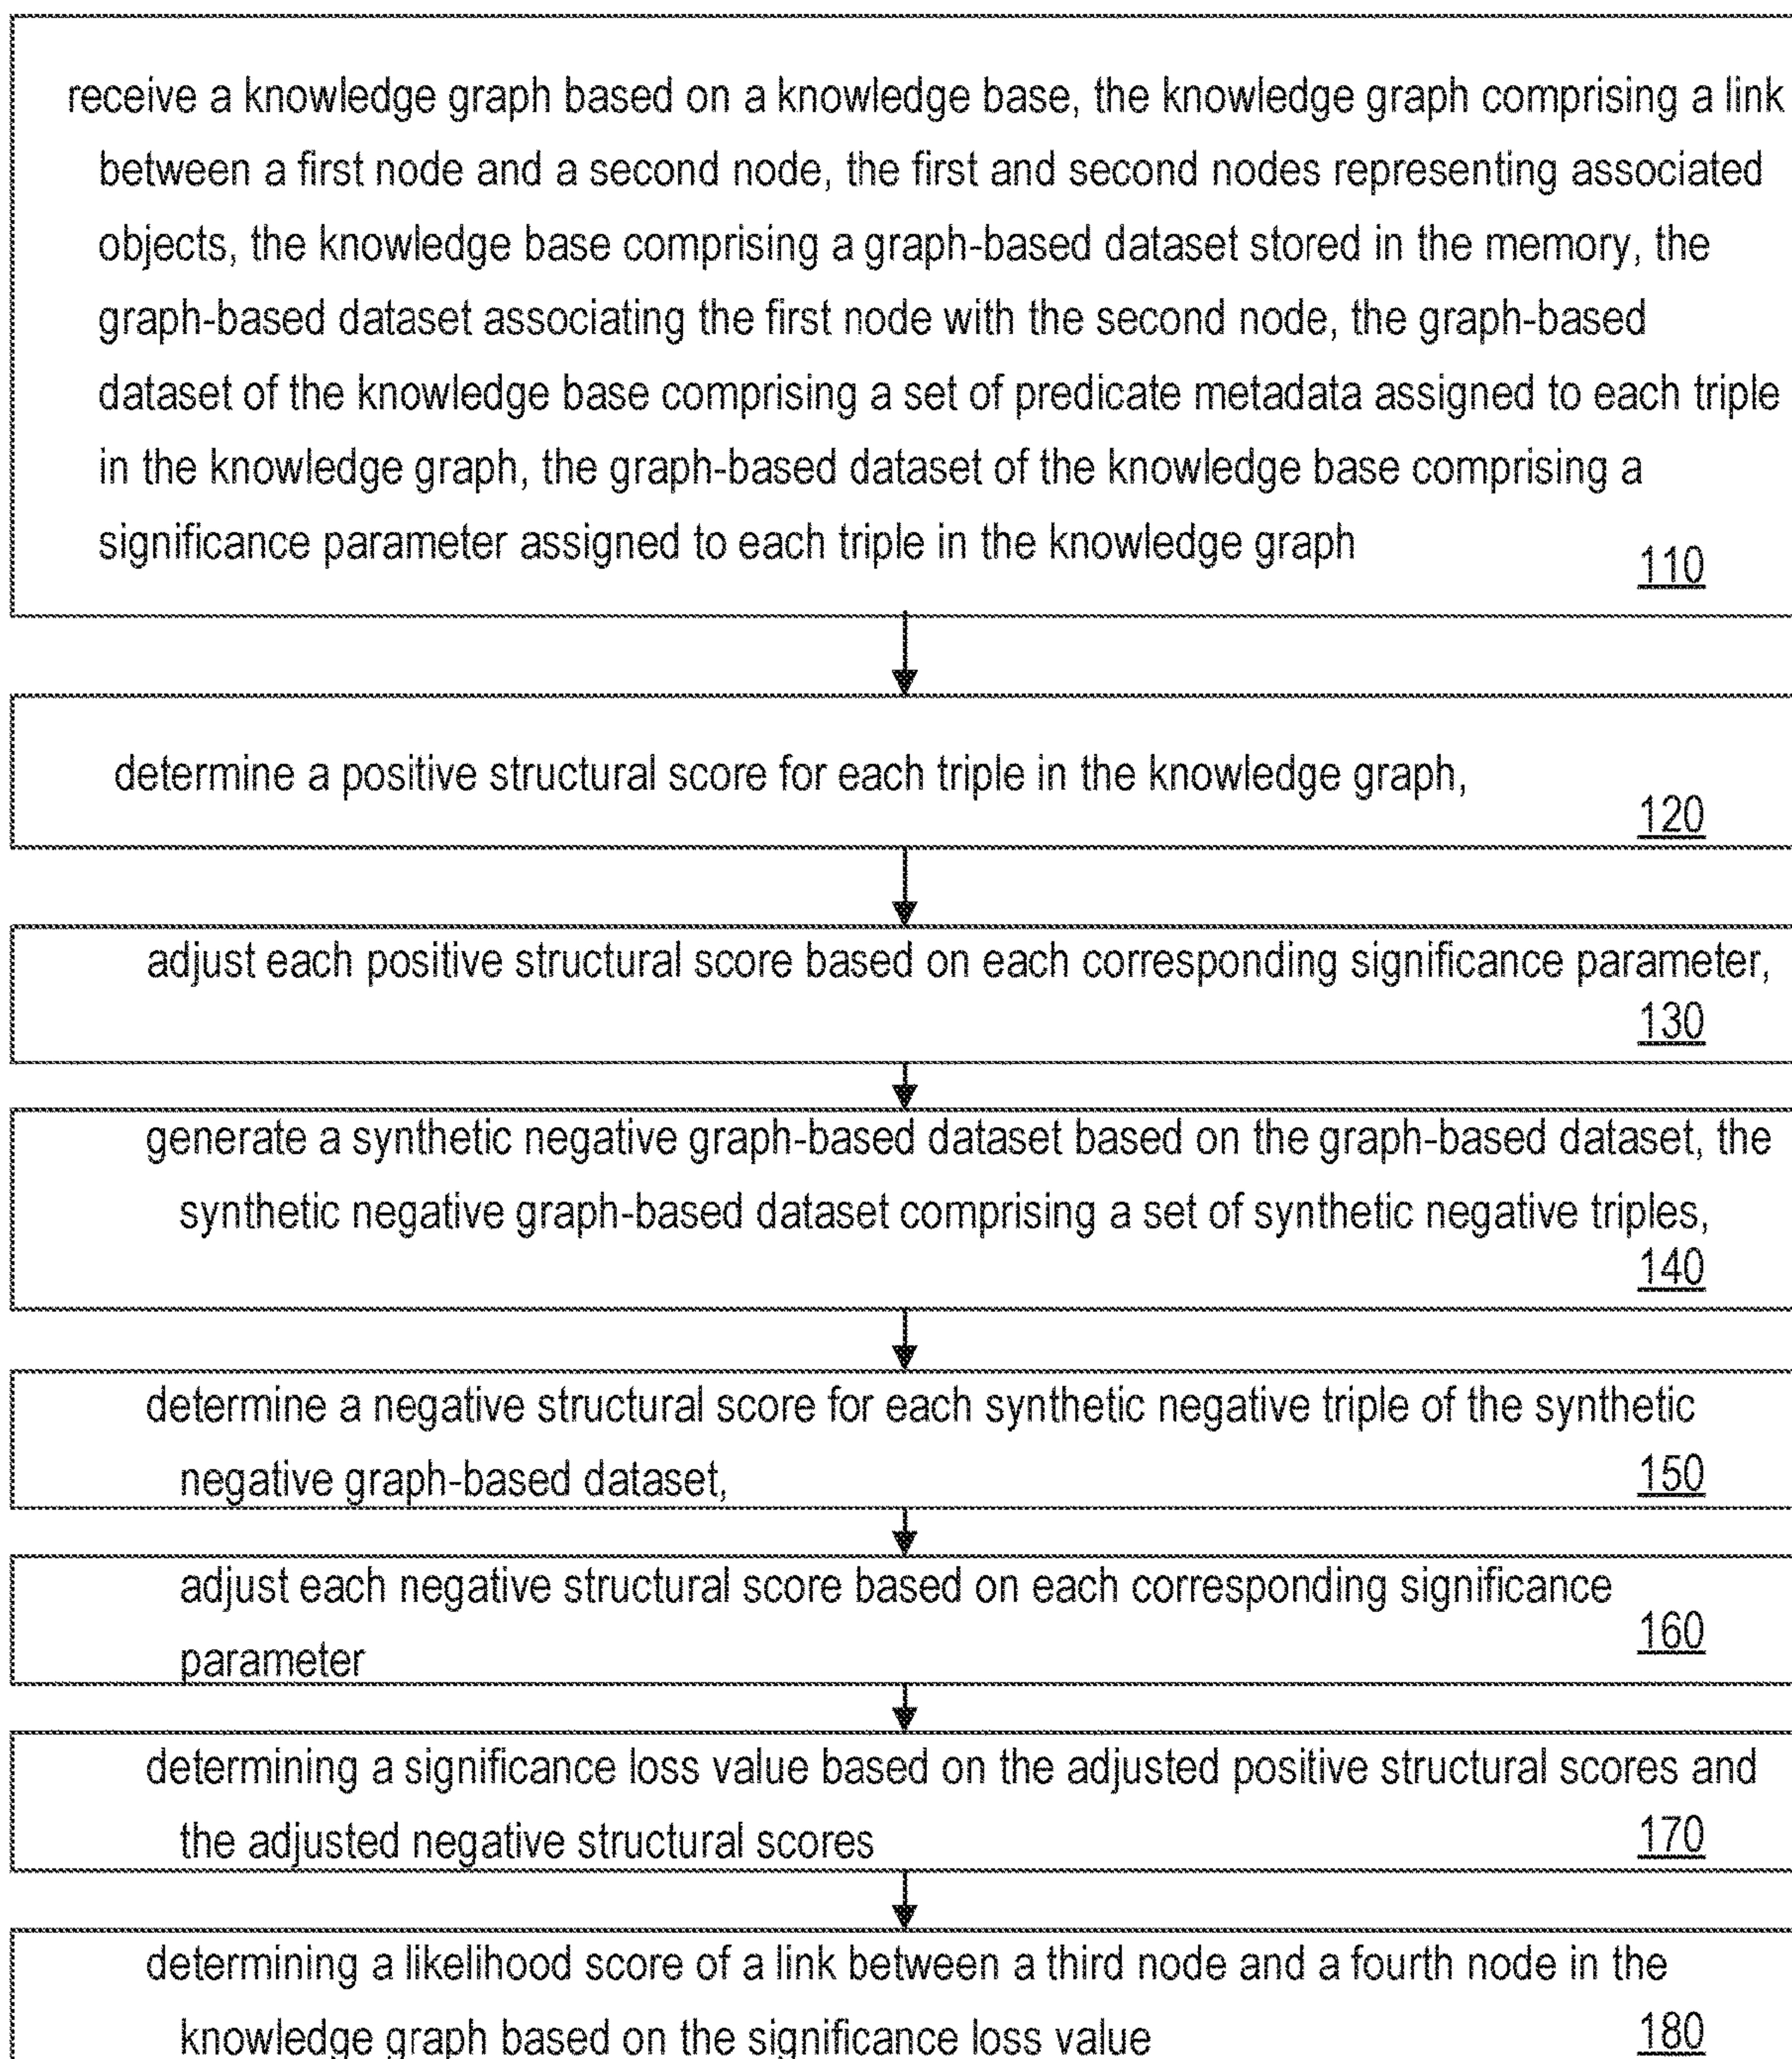 receive a knowledge graph based on a knowledge base, the knowledge graph comprising a link
between a first node and a second node, the first and second nodes representing associated
objects, the knowledge base comprising a graph-based dataset stored in the memory, the
graph-based dataset associating the first node with the second node, the graph-based
dataset of the knowledge base comprising a set of predicate metadata assigned to each triple
in the knowledge graph, the graph-based dataset of the knowledge base comprising a
significance parameter assigned to each triple in the knowledge graph
110
determine a positive structural score for each triple in the knowledge graph,
120
adjust each positive structural score based on each corresponding significance parameter,
130
generate a synthetic negative graph-based dataset based on the graph-based dataset, the
synthetic negative graph-based dataset comprising a set of synthetic negative triples,
140
determine a negative structural score for each synthetic negative triple of the synthetic
negative graph-based dataset,
150
adjust each negative structural score based on each corresponding significance
parameter
160
determining a significance loss value based on the adjusted positive structural scores and
the adjusted negative structural scores
170
determining a likelihood score of a link between a third node and a fourth node in the
knowledge graph based on the significance loss value
180